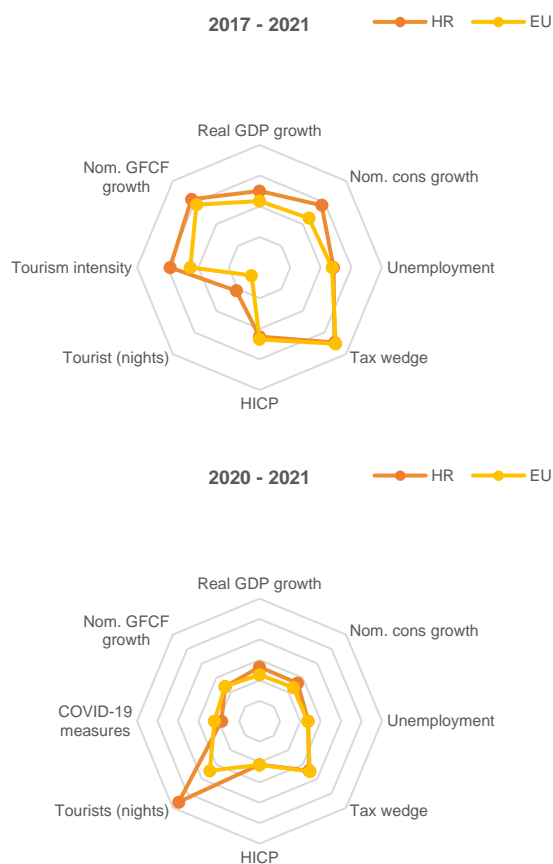 2017 - 2021
HR
EU
Real GDP growth
Nom. GFCF
growth
Nom. cons growth
Tourism intensity
Unemployment
Tourist (nights)
Tax wedge
HICP
2020 - 2021
HR
EU
Real GDP growth
Nom. GFCF
growth
Nom. cons growth
COVID-19
measures
Unemployment
Tourists (nights)
Tax wedge
HICP